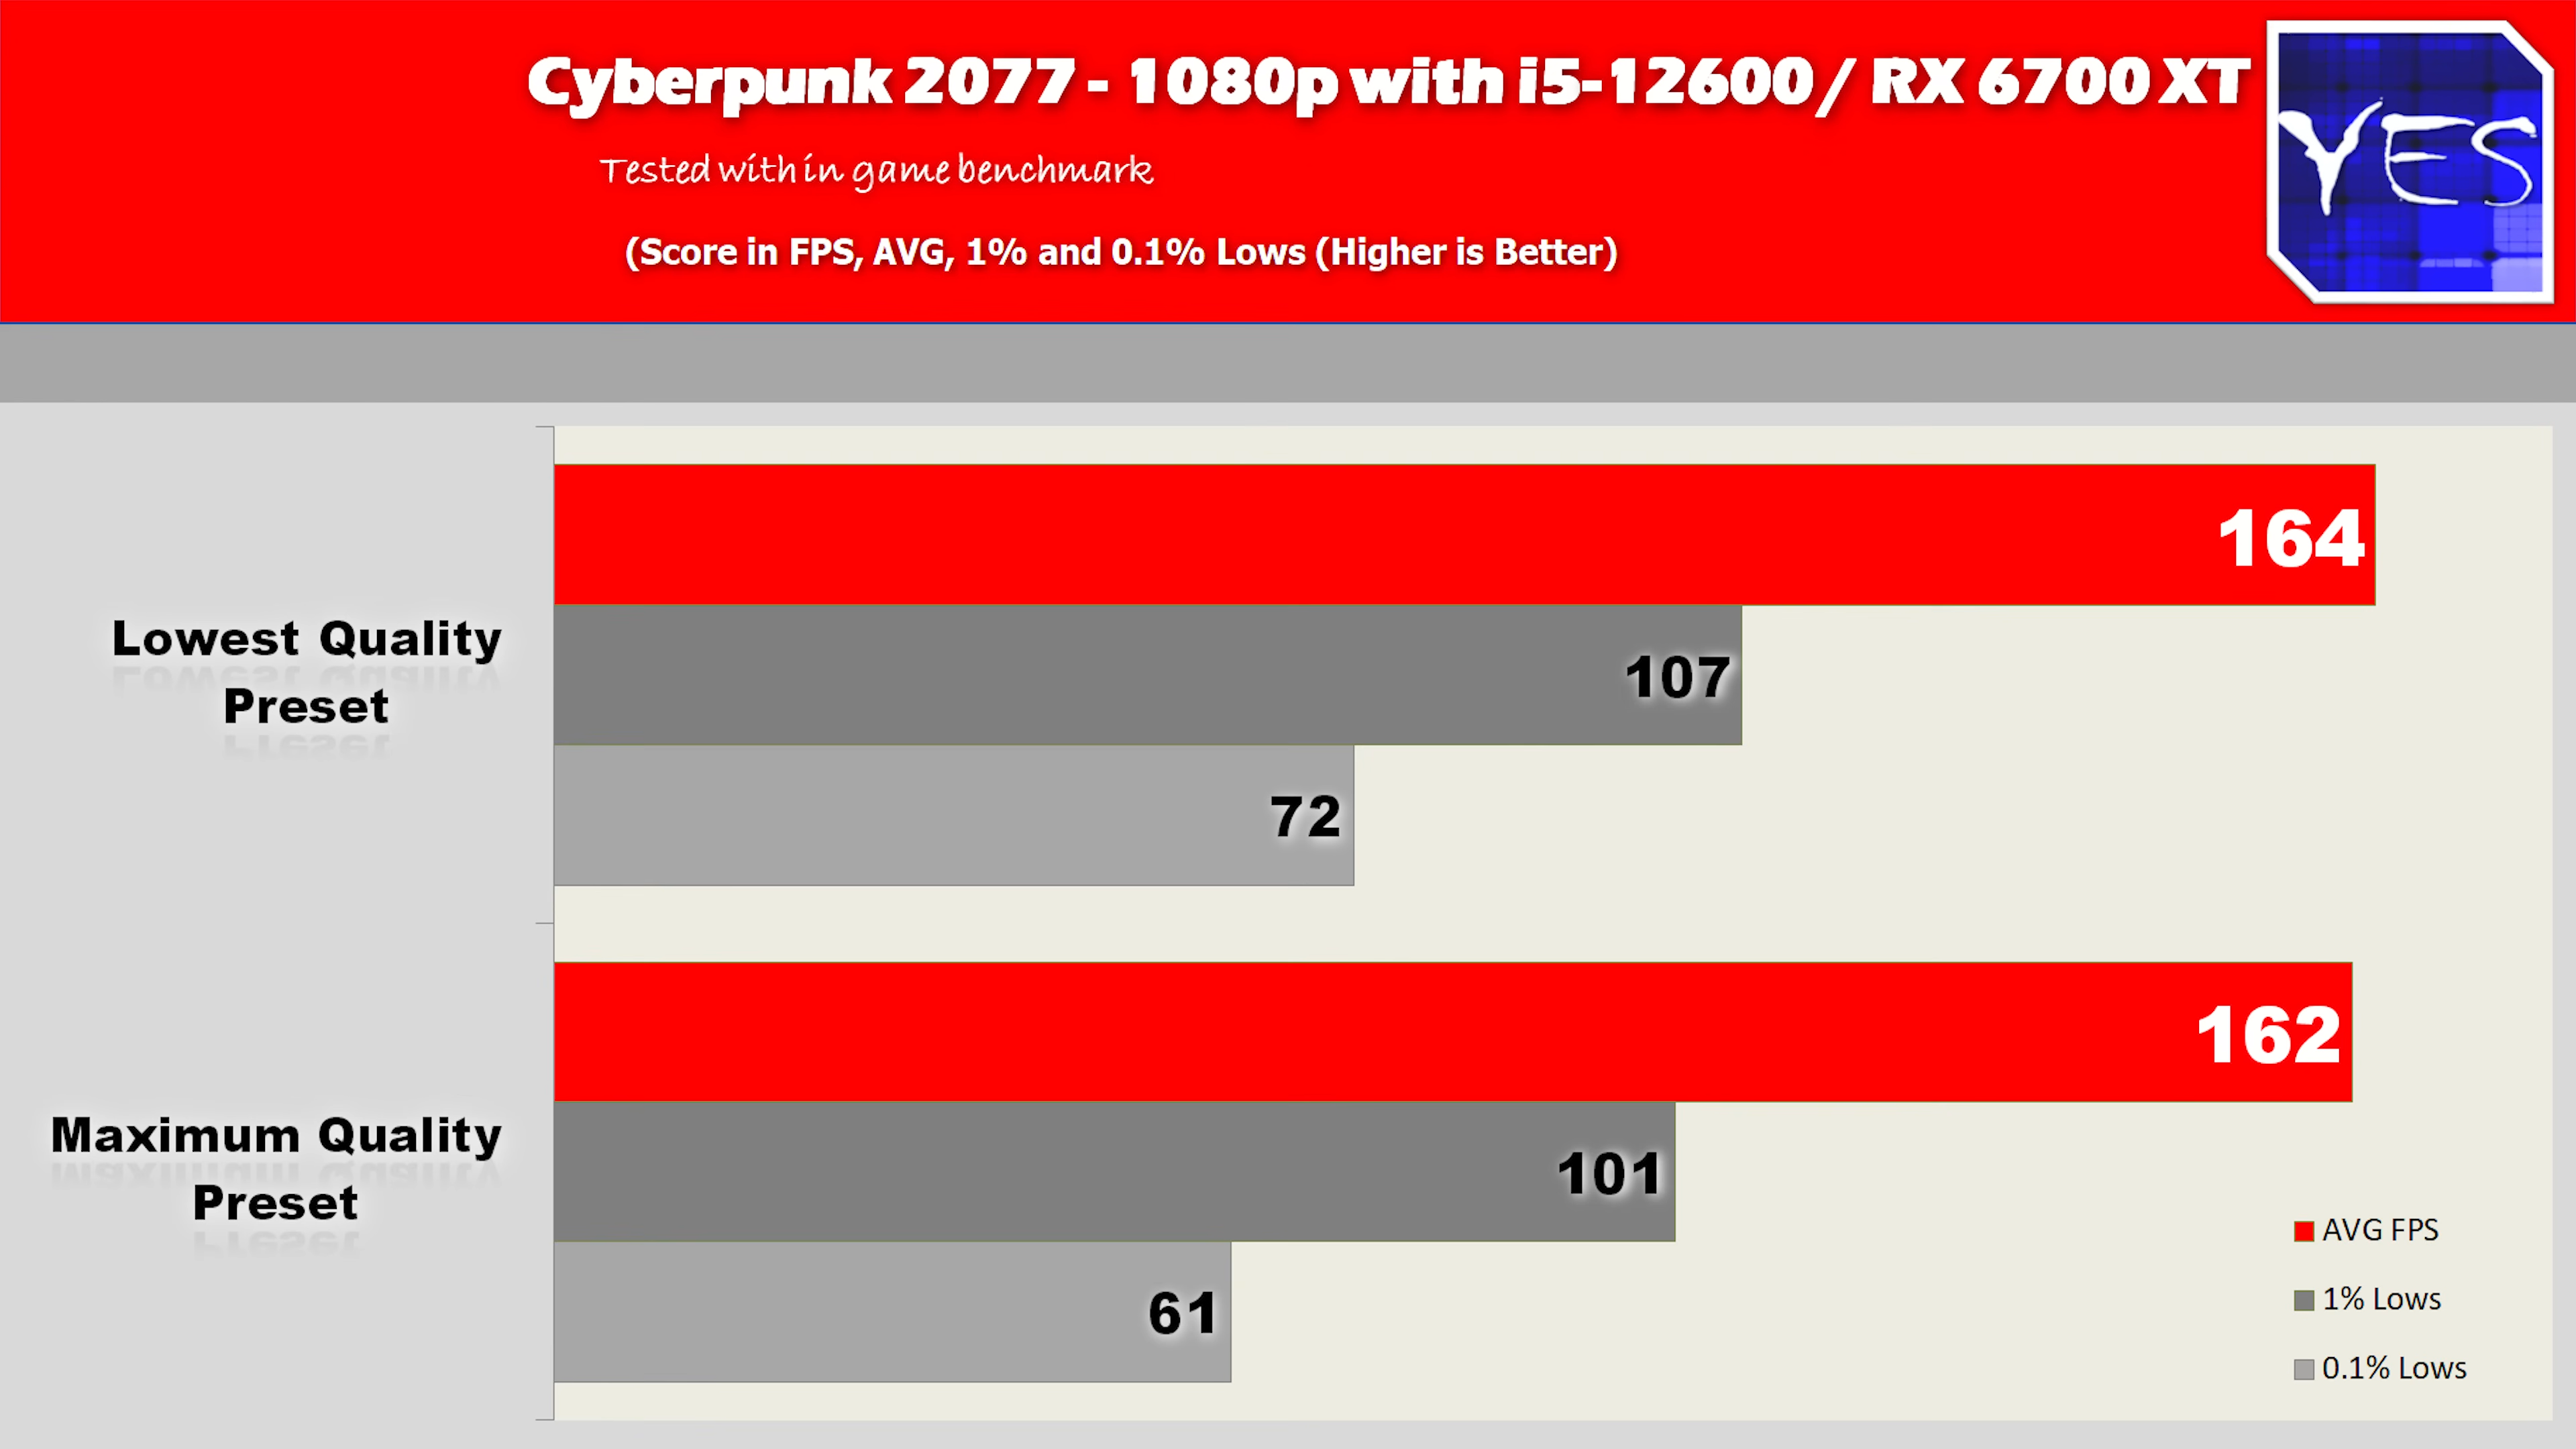 Cyberpunk 2077 - 1080p with i5-12600 / RX 6700 XT
YES
Tested with in game benchmark
(Score in FPS, AVG, 1% and 0.1% Lows (Higher is Better)
Lowest Quality
Preset
164
107
72
Maximum Quality
Preset
162
101
61
AVG FPS
1% Lows
0.1% Lows